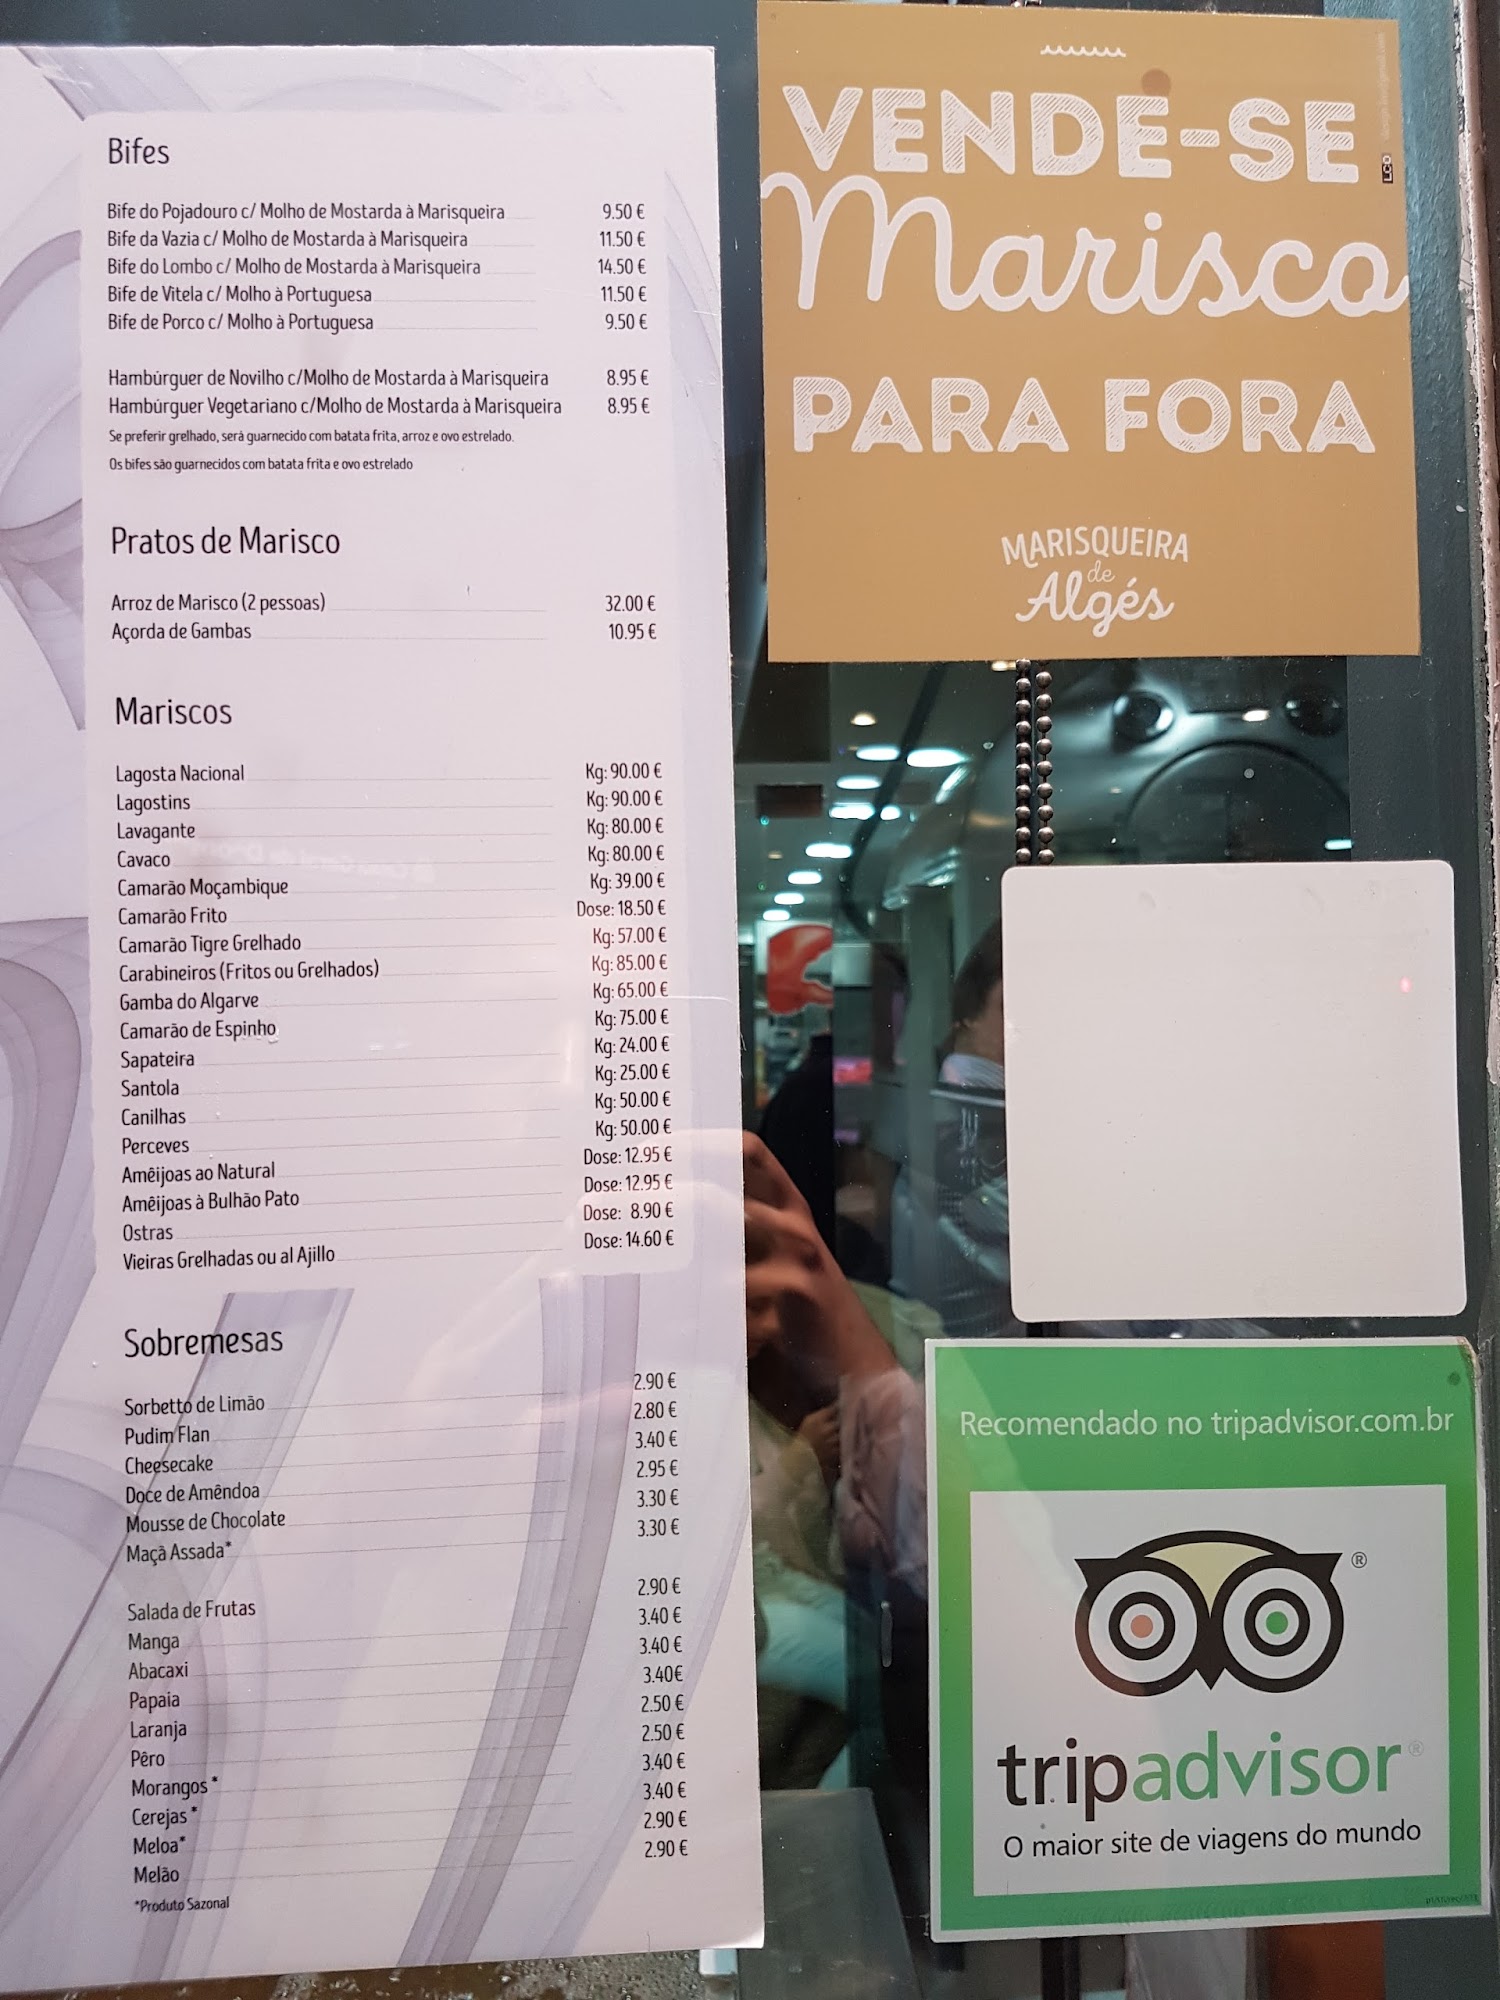 Bifes
Bife do Pojadouro c/ Molho de Mostarda à Marisqueira 9.50 €
Bife da Vazia c/ Molho de Mostarda à Marisqueira 11.50 €
Bife do Lombo c/ Molho de Mostarda à Marisqueira 14.50 €
Bife de Vitela c/ Molho à Portuguesa 11.50 €
Bife de Porco c/ Molho à Portuguesa 9.50 €
Hambúrguer de Novilho c/Molho de Mostarda à Marisqueira 8.95 €
Hambúrguer Vegetariano c/Molho de Mostarda à Marisqueira 8.95 €
Se preferir grelhado, será guarnecido com batata frita, arroz e ovo estrelado.
Os bifes são guarnecidos com batata frita e ovo estrelado
Pratos de Marisco
Arroz de Marisco (2 pessoas) 32.00 €
Açorda de Gambas 10.95 €
Mariscos
Lagosta Nacional Kg: 90.00 €
Lagostins Kg: 90.00 €
Lavagante Kg: 80.00 €
Cavaco Kg: 80.00 €
Camarão Moçambique Kg: 39.00 €
Camarão Frito Dose: 18.50 €
Camarão Tigre Grelhado Kg: 57.00 €
Carabineiros (Fritos ou Grelhados) Kg: 85.00 €
Gamba do Algarve Kg: 65.00 €
Camarão de Espinho Kg: 75.00 €
Sapateira Kg: 24.00 €
Santola Kg: 25.00 €
Canilhas Kg: 50.00 €
Perceves Kg: 50.00 €
Amêijoas ao Natural Dose: 12.95 €
Amêijoas à Bulhão Pato Dose: 12.95 €
Ostras Dose: 8.90 €
Vieiras Grelhadas ou al Ajillo Dose: 14.60 €
Sobremesas
Sorbetto de Limão 2.90 €
Pudim Flan 2.80 €
Cheesecake 3.40 €
Doce de Amêndoa 2.95 €
Mousse de Chocolate 3.30 €
Maçã Assada* 3.30 €
Salada de Frutas 2.90 €
Manga 3.40 €
Abacaxi 3.40 €
Papaia 3.40€
Laranja 2.50 €
Pêro 2.50 €
Morangos * 3.40 €
Cerejas * 3.40 €
Meloa* 2.90 €
Melão 2.90 €
*Produto Sazonal
VENDE-SE
Marisco
PARA FORA
MARISQUEIRA
de
Algés
LCD
Recomendado no tripadvisor.com.br
®
tripadvisor®
O maior site de viagens do mundo